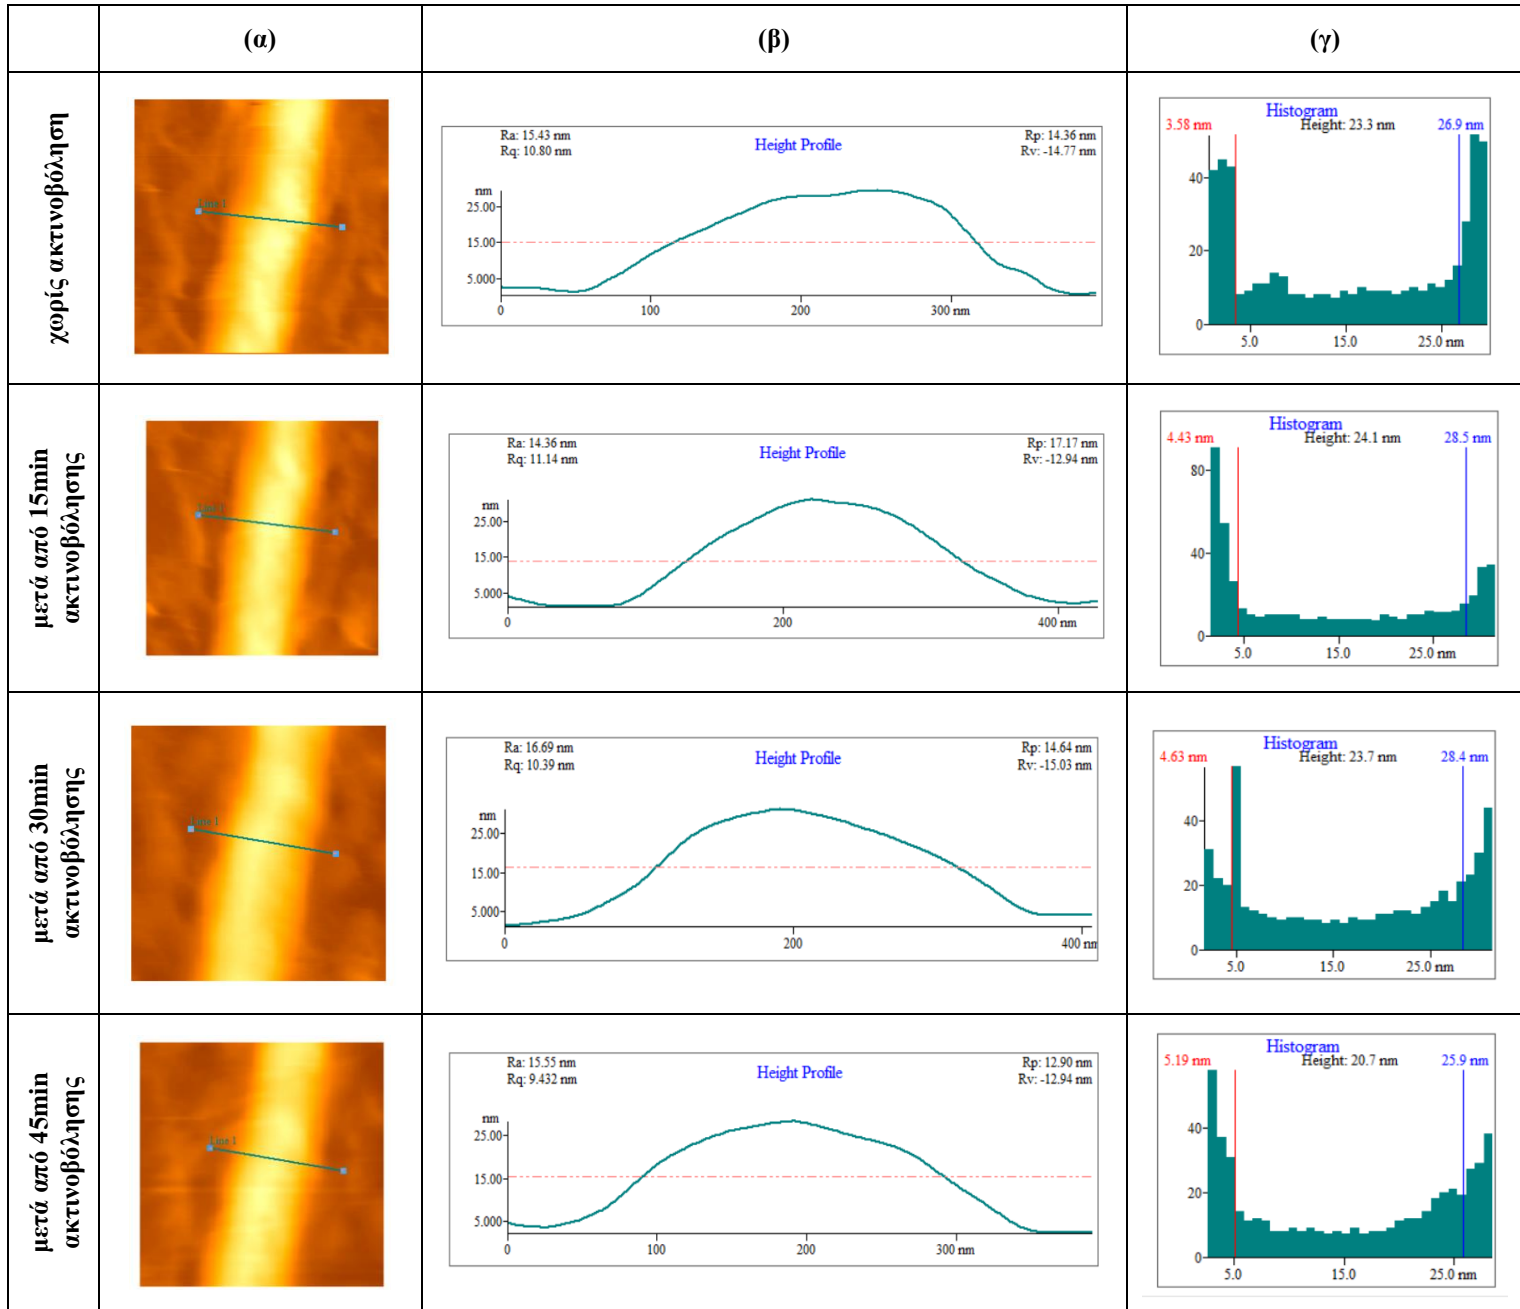 (α)
(β)
(γ)
χωρίς ακτινοβόληση
Line 1
Ra: 15.43 nm
Rq: 10.80 nm
Height Profile
Rp: 14.36 nm
Rv: -14.77 nm
nm
25.00
15.00
5.000
0
100
200
300 nm
Histogram
3.58 nm
Height: 23.3 nm
26.9 nm
40
20
0
5.0
15.0
25.0 nm
μετά από 15min
ακτινοβόλησης
Line 1
Ra: 14.36 nm
Rq: 11.14 nm
Height Profile
Rp: 17.17 nm
Rv: -12.94 nm
nm
25.00
15.00
5.000
0
200
400 nm
Histogram
4.43 nm
Height: 24.1 nm
28.5 nm
80
40
0
5.0
15.0
25.0 nm
μετά από 30min
ακτινοβόλησης
Line 1
Ra: 16.69 nm
Rq: 10.39 nm
Height Profile
Rp: 14.64 nm
Rv: -15.03 nm
nm
25.00
15.00
5.000
0
200
400 nm
Histogram
4.63 nm
Height: 23.7 nm
28.4 nm
40
20
0
5.0
15.0
25.0 nm
μετά από 45min
ακτινοβόλησης
Line 1
Ra: 15.55 nm
Rq: 9.432 nm
Height Profile
Rp: 12.90 nm
Rv: -12.94 nm
nm
25.00
15.00
5.000
0
100
200
300 nm
Histogram
5.19 nm
Height: 20.7 nm
25.9 nm
40
20
0
5.0
15.0
25.0 nm